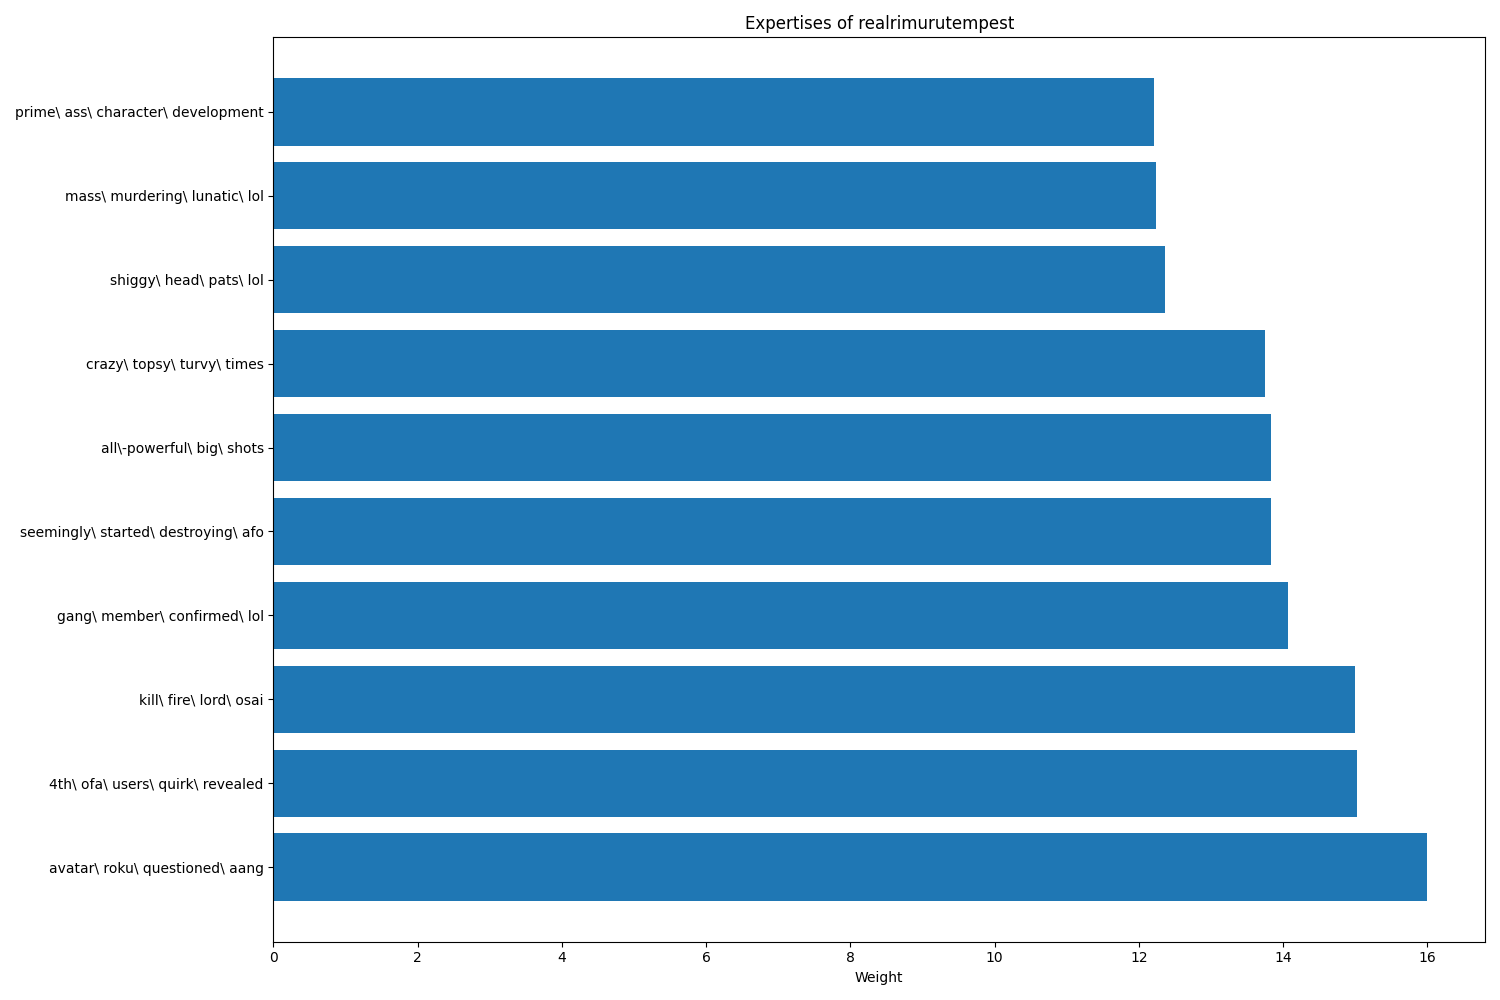 Expertises of realrimurutempest
prime\ ass\ character\ development
mass\ murdering\ lunatic\ lol
shiggy\ head\ pats\ lol
crazy\ topsy\ turvy\ times
all\-powerful\ big\ shots
seemingly\ started\ destroying\ afo
gang\ member\ confirmed\ lol
kill\ fire\ lord\ osai
4th\ ofa\ users\ quirk\ revealed
avatar\ roku\ questioned\ aang
0 2 4 6 8 10 12 14 16
Weight